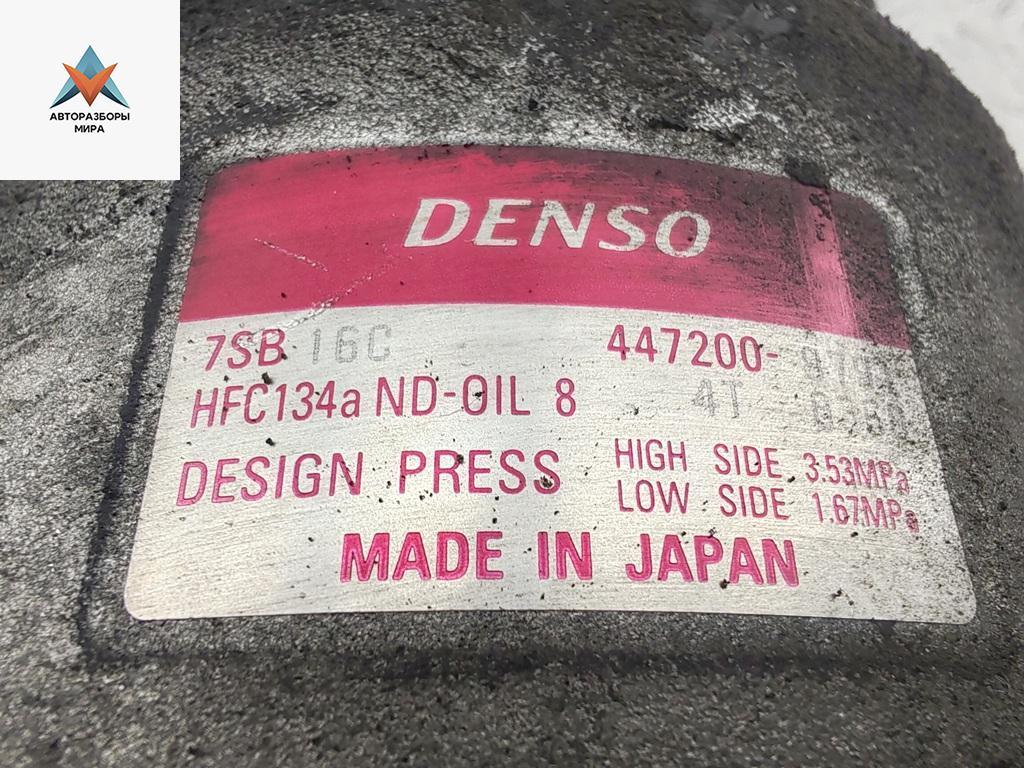 АВТОРАЗБОРЫ
МИРА
DENSO
7SB 16C 447200-
HFC134a ND-OIL 8 4T
DESIGN PRESS HIGH SIDE 3.53MPa
LOW SIDE 1.67MPa
MADE IN JAPAN